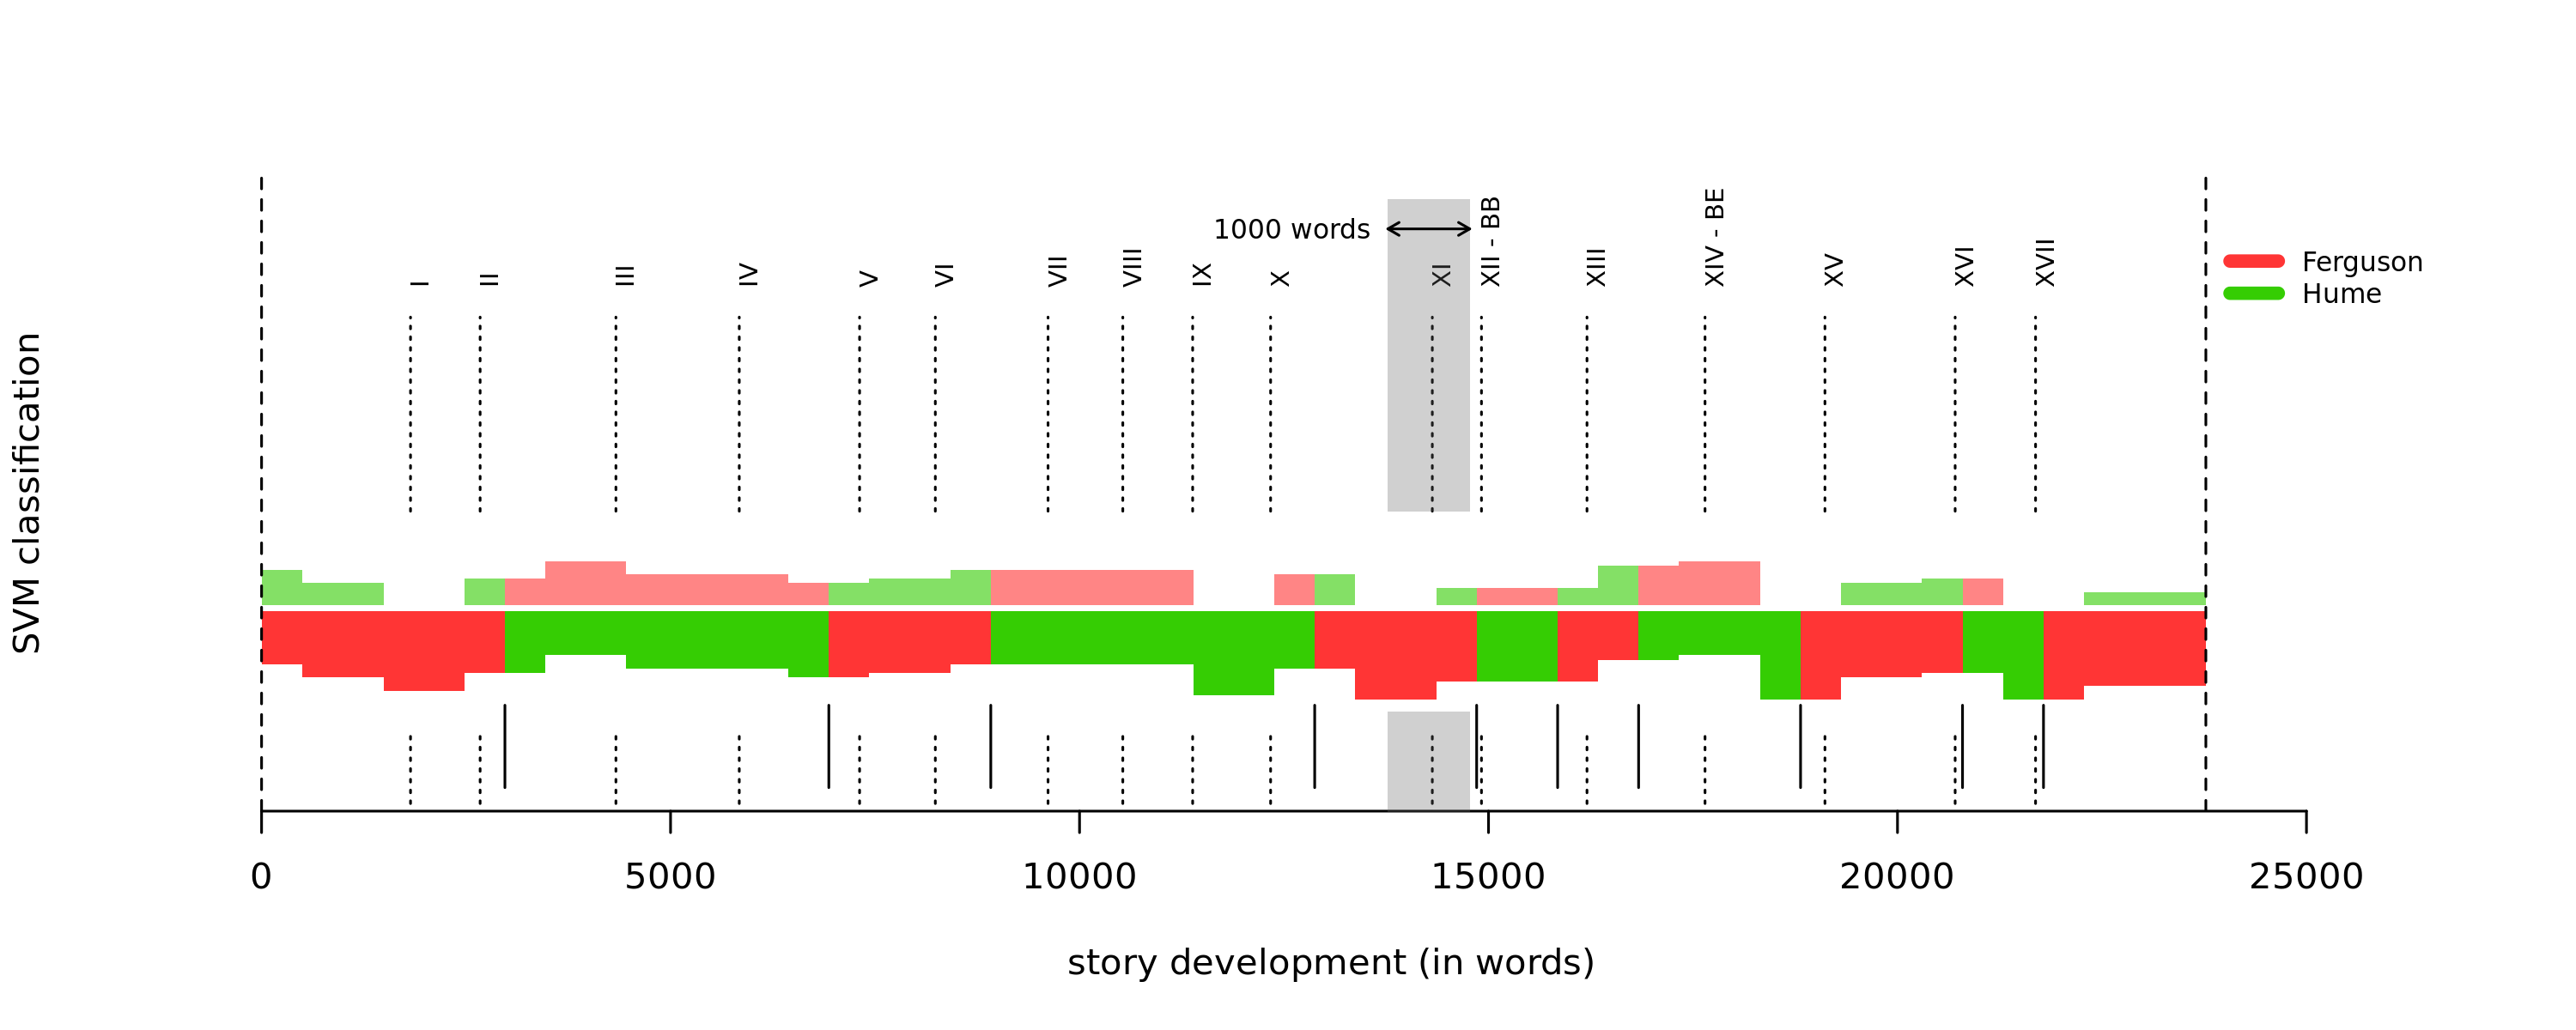 SVM classification
1000 words
I
II
III
IV
V
VI
VII
VIII
IX
X
XI
XII - BB
XIII
XIV - BE
XV
XVI
XVII
Ferguson
Hume
0 5000 10000 15000 20000 25000
story development (in words)